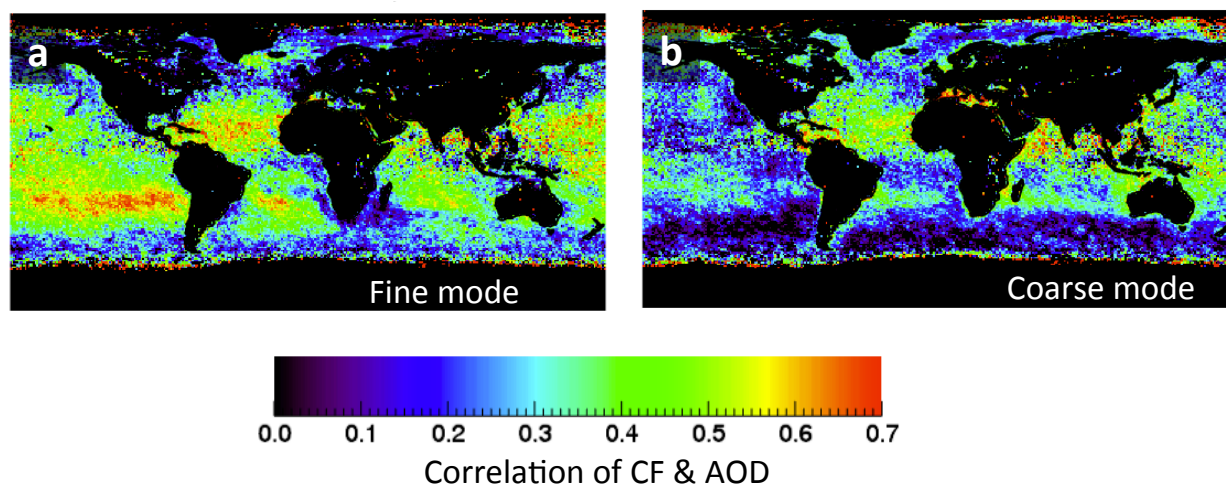 a
b
Fine mode
Coarse mode
0.0 0.1 0.2 0.3 0.4 0.5 0.6 0.7
Correlation of CF & AOD